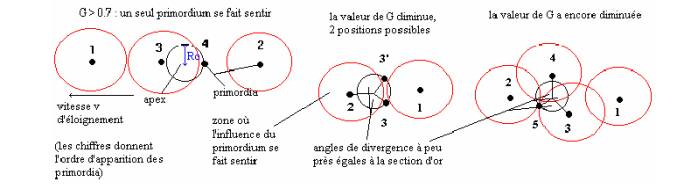 G > 0.7 : un seul primordium se fait sentir
1
3
Rc
4
2
apex
primordia
vitesse v
d'éloignement
(les chiffres donnent
l'ordre d'apparition des
primordia)
zone où
l'influence du
primordium se
fait sentir
la valeur de G diminue,
2 positions possibles
3'
2
1
3
angles de divergence à peu
près égales à la section d'or
la valeur de G a encore diminuée
4
2
1
5
3